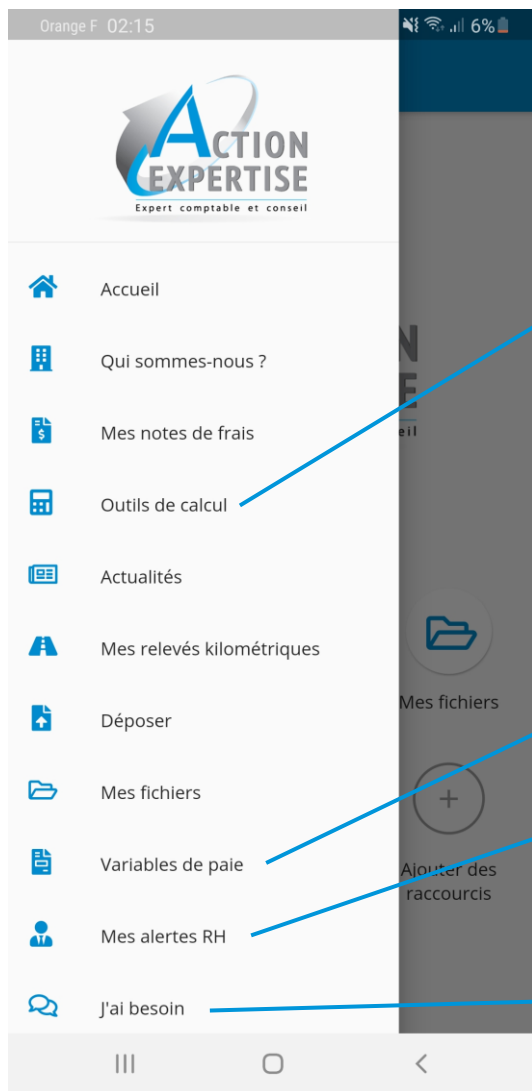 Orange F 02:15
6%
ACTION
EXPERTISE
Expert comptable et conseil
Accueil
Qui sommes-nous ?
N
E
Mes notes de frais
eil
Outils de calcul
Actualités
Mes relevés kilométriques
Déposer
Mes fichiers
Mes fichiers
Variables de paie
Ajouter des
raccourcis
Mes alertes RH
J'ai besoin